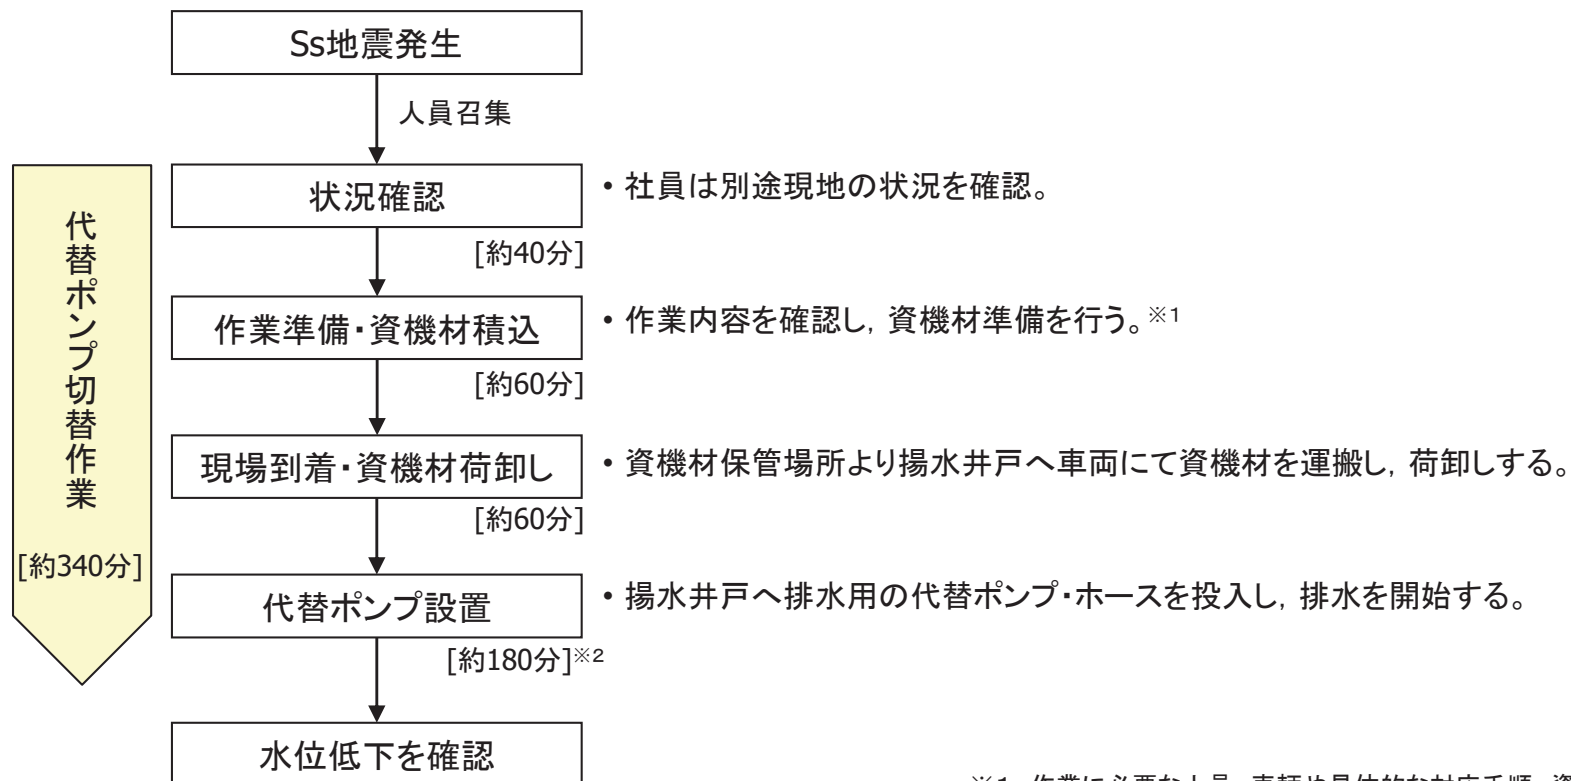 Ss地震発生
人員召集
代替ポンプ切替作業
[約340分]
状況確認
・社員は別途現地の状況を確認。
[約40分]
作業準備・資機材積込
・作業内容を確認し，資機材準備を行う。※1
[約60分]
現場到着・資機材荷卸し
・資機材保管場所より揚水井戸へ車両にて資機材を運搬し，荷卸しする。
[約60分]
代替ポンプ設置
・揚水井戸へ排水用の代替ポンプ・ホースを投入し，排水を開始する。
[約180分]※2
水位低下を確認